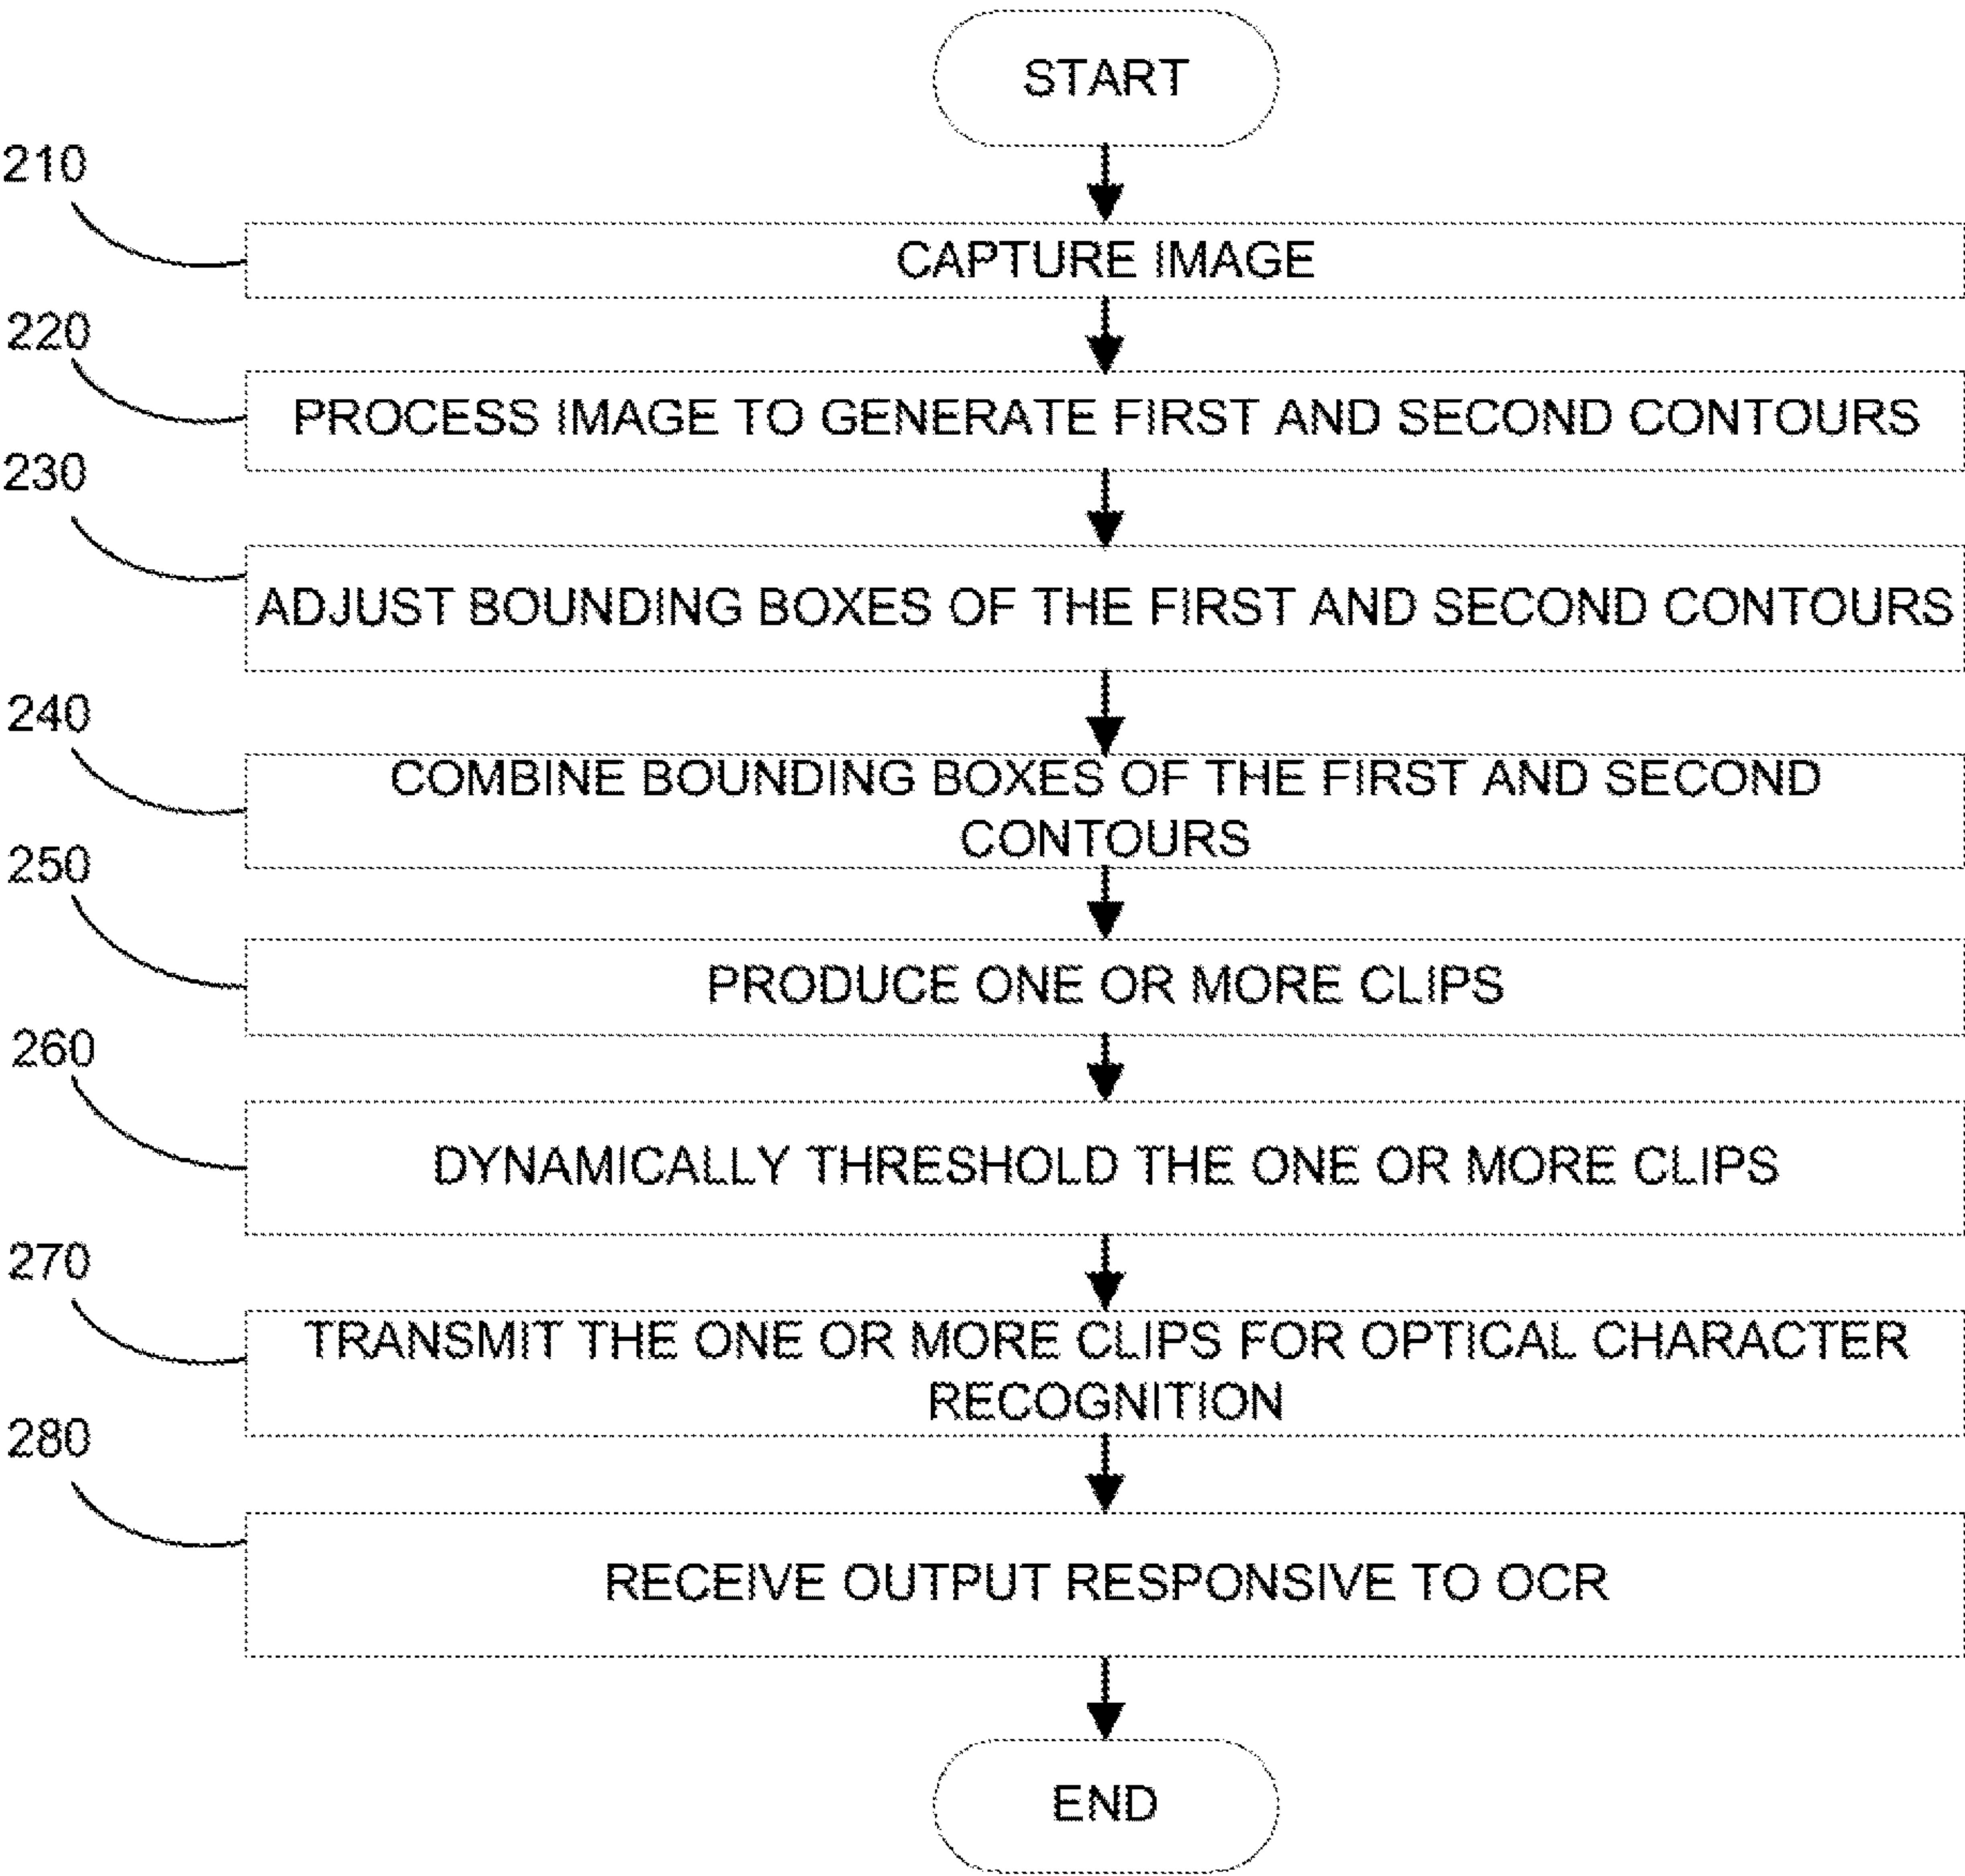 START
210
CAPTURE IMAGE
220
PROCESS IMAGE TO GENERATE FIRST AND SECOND CONTOURS
230
ADJUST BOUNDING BOXES OF THE FIRST AND SECOND CONTOURS
240
COMBINE BOUNDING BOXES OF THE FIRST AND SECOND
CONTOURS
250
PRODUCE ONE OR MORE CLIPS
260
DYNAMICALLY THRESHOLD THE ONE OR MORE CLIPS
270
TRANSMIT THE ONE OR MORE CLIPS FOR OPTICAL CHARACTER
RECOGNITION
280
RECEIVE OUTPUT RESPONSIVE TO OCR
END